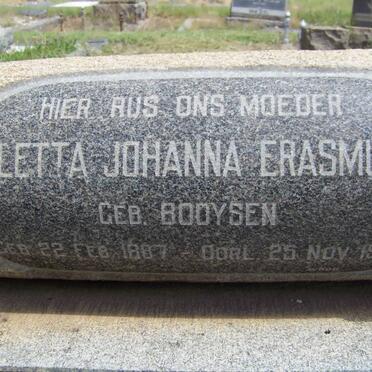 HIER RUS ONS MOEDER
LETTA JOHANNA ERASMU
GEB. BOOYSEN
GEB 22 FEB. 1887 - OORL. 25 NOV 19